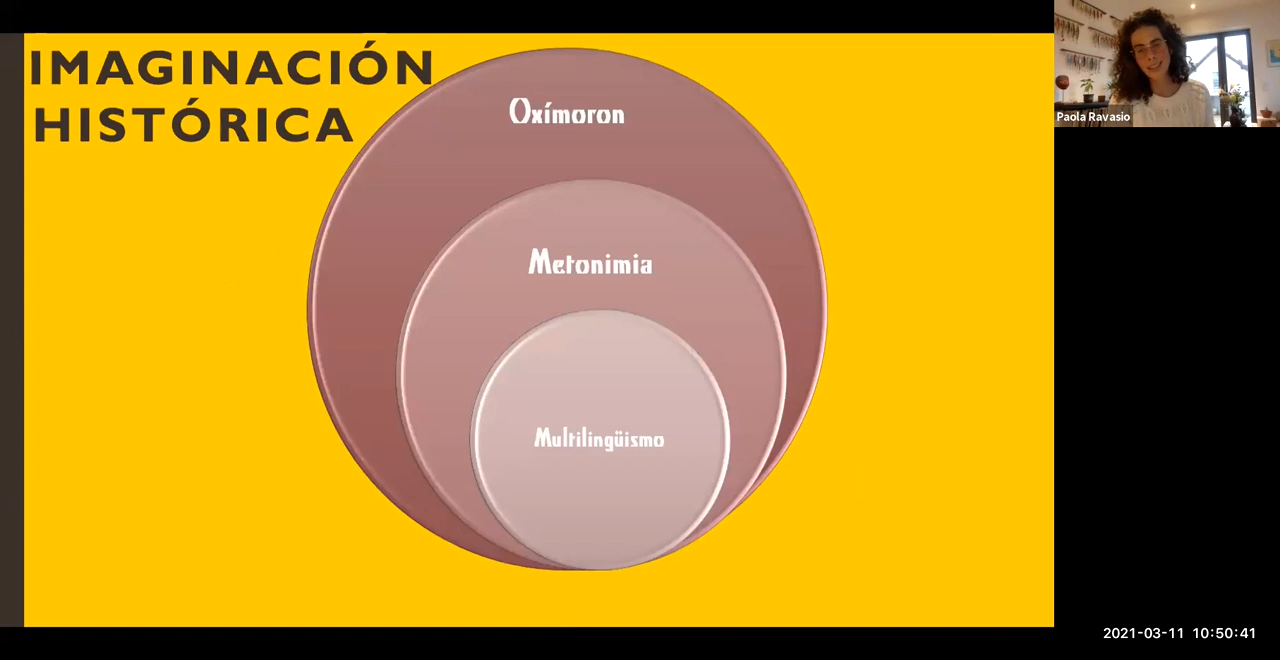 IMAGINACIÓN
HISTÓRICA
Oxímoron
Metonimia
Multilingüismo
Paola Ravasio
2021-03-11 10:50:41